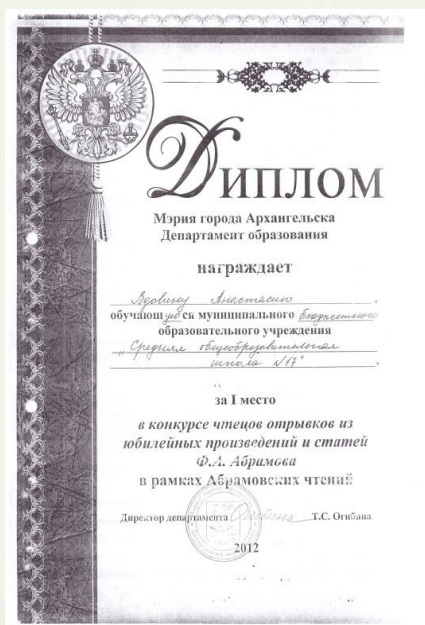 Диплом
Мэрия города Архангельска
Департамент образования
награждает
Вдовину Анастасию,
обучающуюся муниципального бюджетного
образовательного учреждения
„Средняя общеобразовательная
школа №17",
за I место
в конкурсе чтецов отрывков из
юбилейных произведений и статей
Ф.А. Абрамова
в рамках Абрамовских чтений
Директор департамента Т.С. Огибина
2012